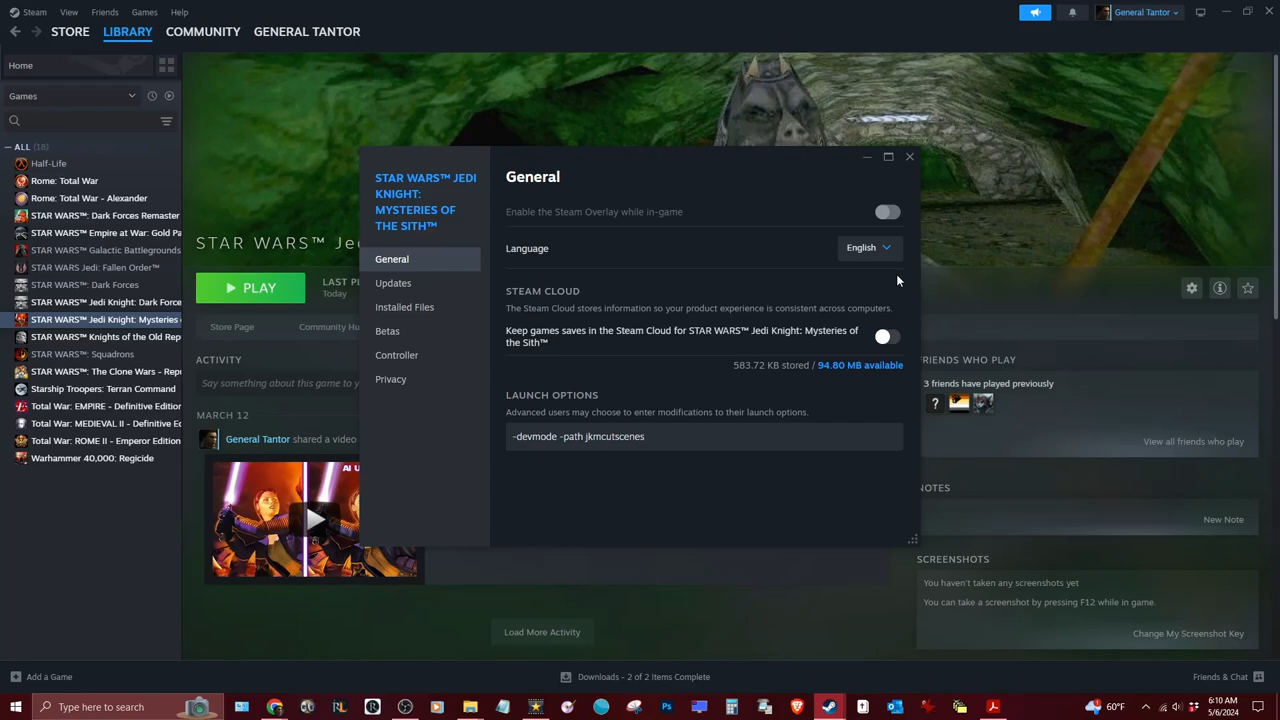 Steam View Friends Games Help General Tantor
STORE LIBRARY COMMUNITY GENERAL TANTOR
Home
Games
ALL (18)
Half-Life
Rome: Total War
Rome: Total War - Alexander
STAR WARS™: Dark Forces Remaster
STAR WARS™ Empire at War: Gold Pa
STAR WARS™ Galactic Battlegrounds
STAR WARS Jedi: Fallen Order™
STAR WARS™: Dark Forces
STAR WARS™ Jedi Knight: Dark Force
STAR WARS™ Jedi Knight: Mysteries
STAR WARS™ Knights of the Old Rep
STAR WARS™: Squadrons
STAR WARS™: The Clone Wars - Rep
Starship Troopers: Terran Command
Total War: EMPIRE - Definitive Edition
Total War: MEDIEVAL II – Definitive E
Total War: ROME II - Emperor Edition
Warhammer 40,000: Regicide
STAR WARS™ Je
PLAY
LAST PL
Today
Store Page Community Hu
ACTIVITY
Say something about this game to y
MARCH 12
General Tantor shared a video
AI U
Load More Activity
STAR WARS™ JEDI
KNIGHT:
MYSTERIES OF
THE SITH™
General
Updates
Installed Files
Betas
Controller
Privacy
General
Enable the Steam Overlay while in-game
Language English
STEAM CLOUD
The Steam Cloud stores information so your product experience is consistent across computers.
Keep games saves in the Steam Cloud for STAR WARS™ Jedi Knight: Mysteries of
the Sith™
583.72 KB stored / 94.80 MB available
LAUNCH OPTIONS
Advanced users may choose to enter modifications to their launch options.
-devmode -path jkmcutscenes
FRIENDS WHO PLAY
3 friends have played previously
?
View all friends who play
NOTES
New Note
SCREENSHOTS
You haven't taken any screenshots yet
You can take a screenshot by pressing F12 while in game.
Change My Screenshot Key
Add a Game Downloads - 2 of 2 Items Complete Friends & Chat
Type here to search 60°F 6:10 AM
5/6/2024